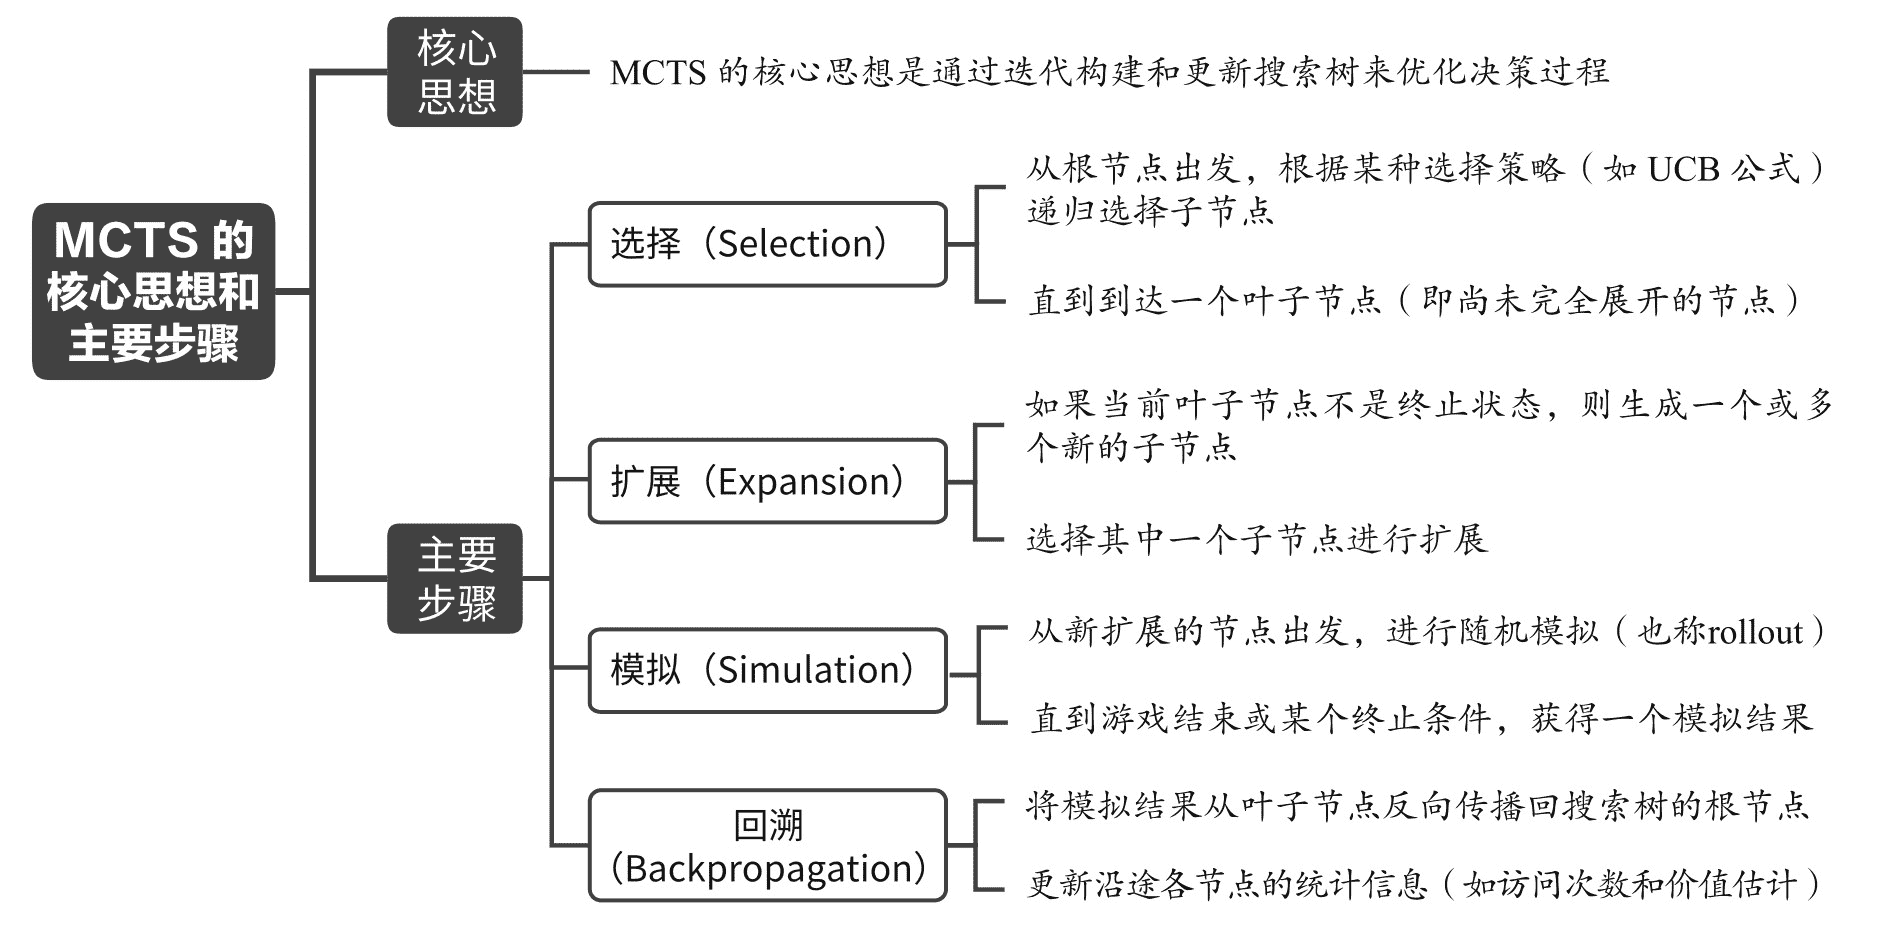 MCTS 的
核心思想和
主要步骤
核心
思想
MCTS 的核心思想是通过迭代构建和更新搜索树来优化决策过程
主要
步骤
选择（Selection）
从根节点出发，根据某种选择策略（如 UCB 公式）
递归选择子节点
直到到达一个叶子节点（即尚未完全展开的节点）
扩展（Expansion）
如果当前叶子节点不是终止状态，则生成一个或多
个新的子节点
选择其中一个子节点进行扩展
模拟（Simulation）
从新扩展的节点出发，进行随机模拟（也称rollout）
直到游戏结束或某个终止条件，获得一个模拟结果
回溯
（Backpropagation）
将模拟结果从叶子节点反向传播回搜索树的根节点
更新沿途各节点的统计信息（如访问次数和价值估计）